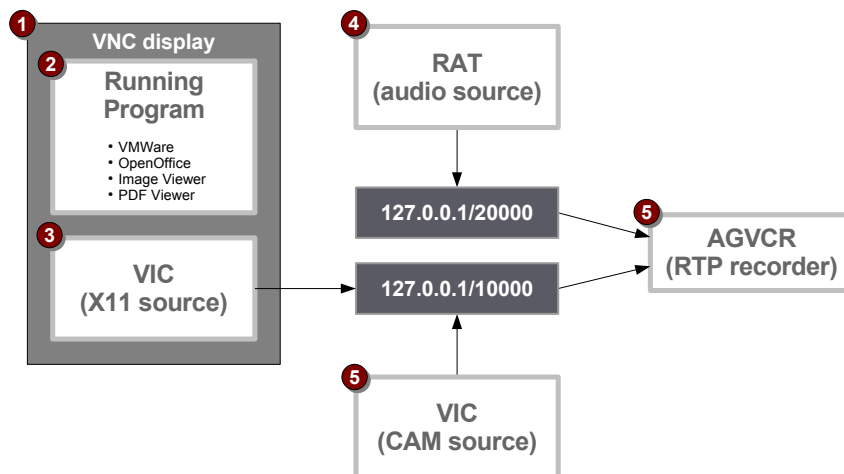 1
VNC display
2
Running
Program
• VMWare
• OpenOffice
• Image Viewer
• PDF Viewer
3
VIC
(X11 source)
4
RAT
(audio source)
127.0.0.1/20000
127.0.0.1/10000
5
AGVCR
(RTP recorder)
5
VIC
(CAM source)